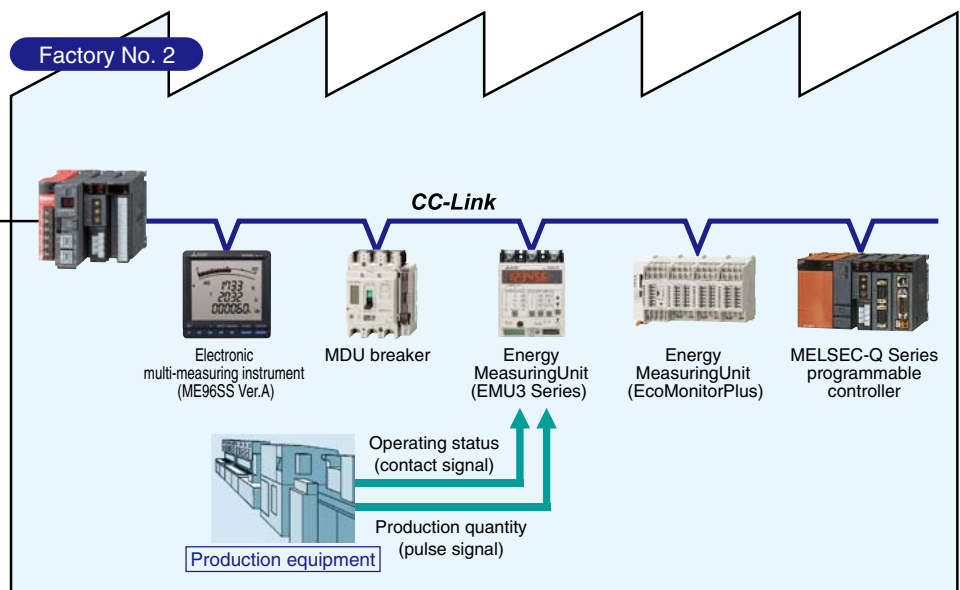 Factory No. 2
CC-Link
Electronic
multi-measuring instrument
(ME96SS Ver.A)
MDU breaker
Energy
MeasuringUnit
(EMU3 Series)
Energy
MeasuringUnit
(EcoMonitorPlus)
MELSEC-Q Series
programmable
controller
Operating status
(contact signal)
Production quantity
(pulse signal)
Production equipment